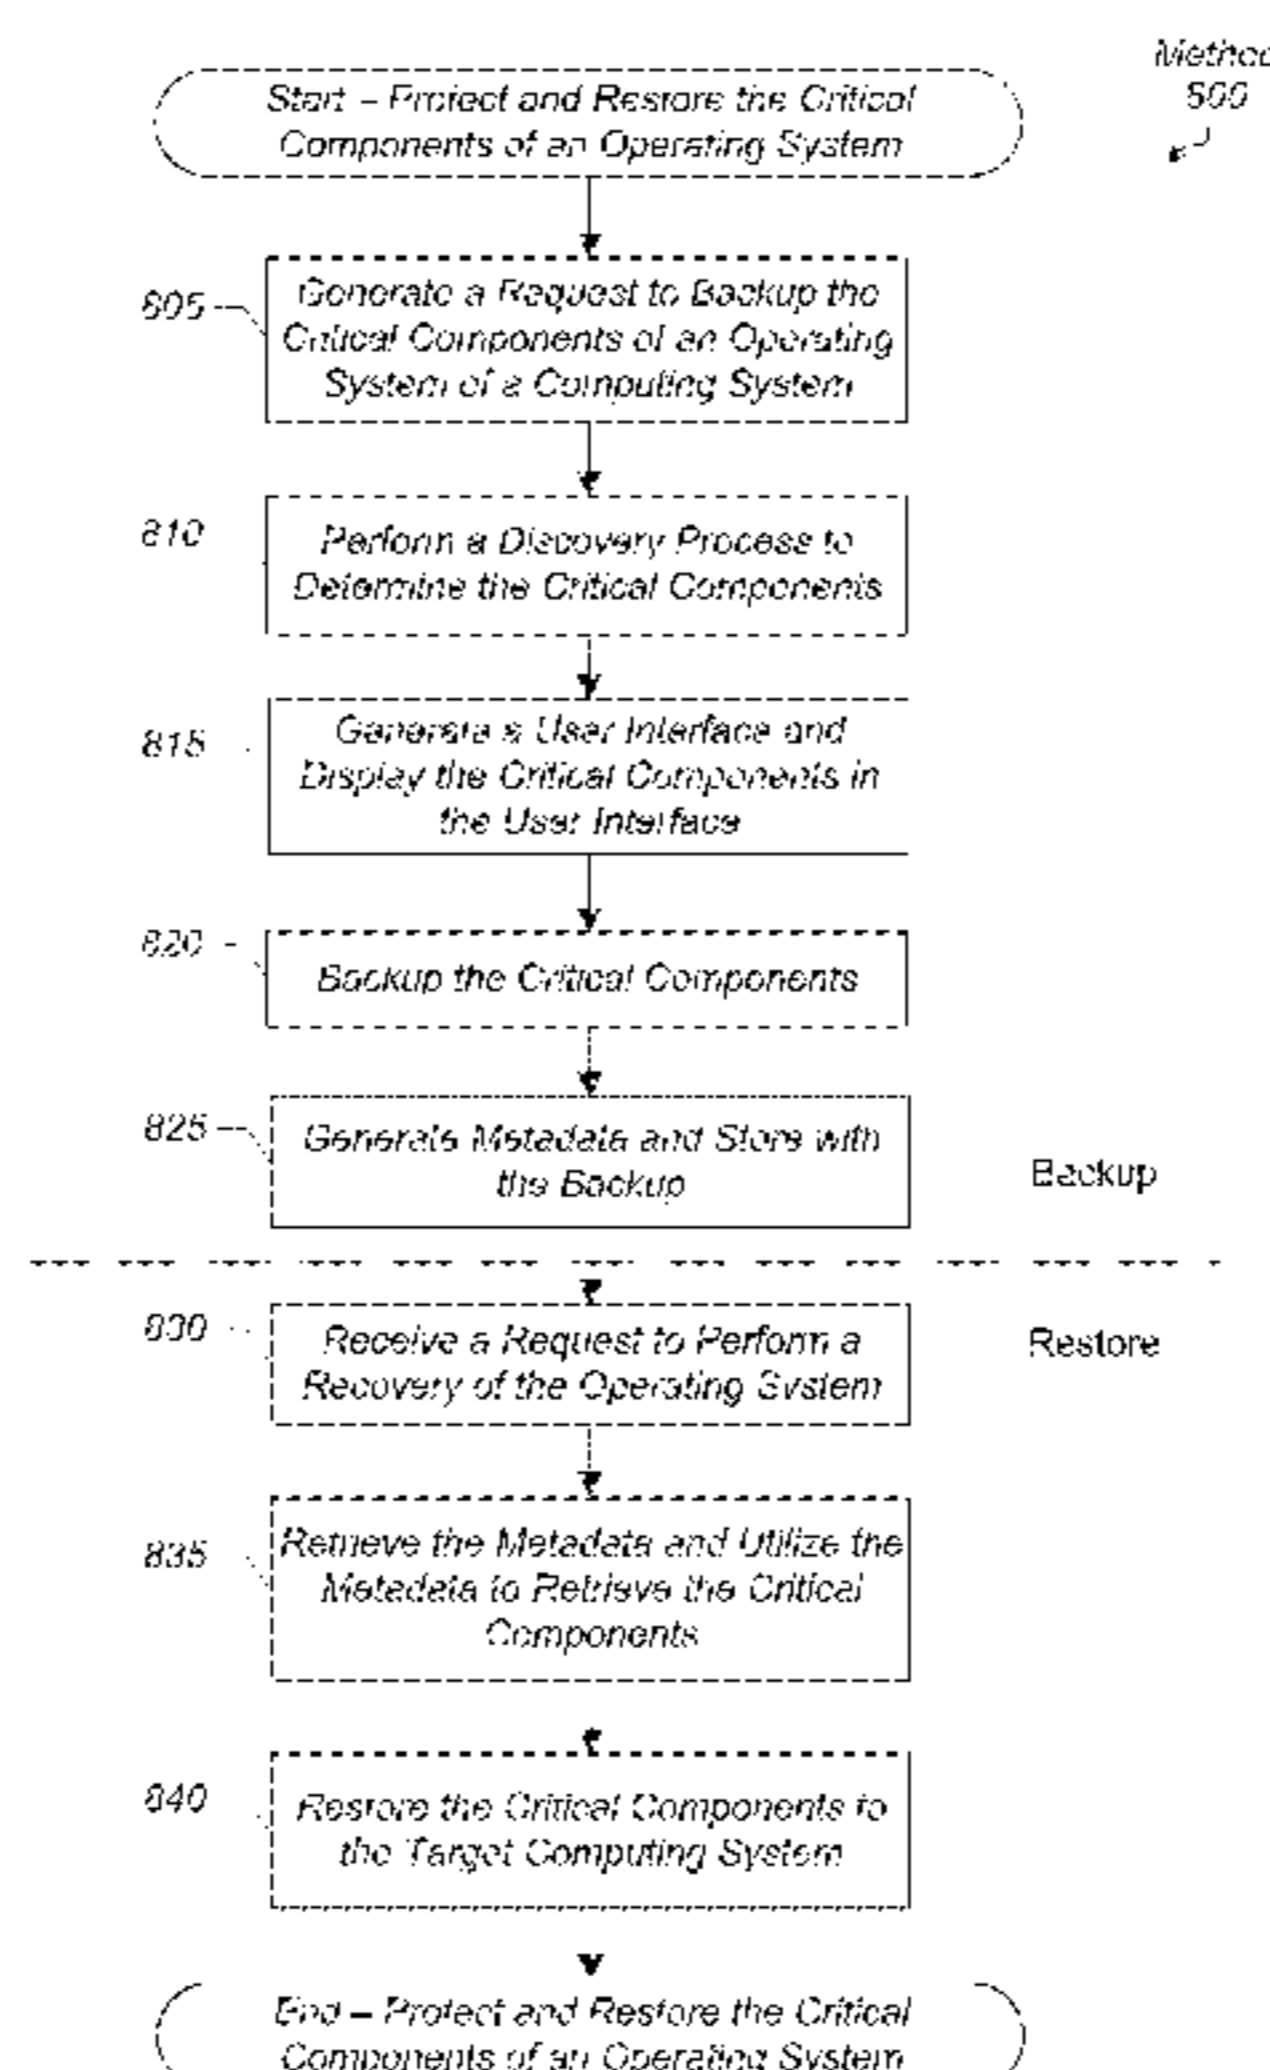 Method
800
Start – Protect and Restore the Critical
Components of an Operating System
805
Generate a Request to Backup the
Critical Components of an Operating
System of a Computing System
810
Perform a Discovery Process to
Determine the Critical Components
815
Generate a User Interface and
Display the Critical Components in
the User Interface
820
Backup the Critical Components
825
Generate Metadata and Store with
the Backup
Backup
830
Receive a Request to Perform a
Recovery of the Operating System
Restore
835
Retrieve the Metadata and Utilize the
Metadata to Retrieve the Critical
Components
840
Restore the Critical Components to
the Target Computing System
End – Protect and Restore the Critical
Components of an Operating System